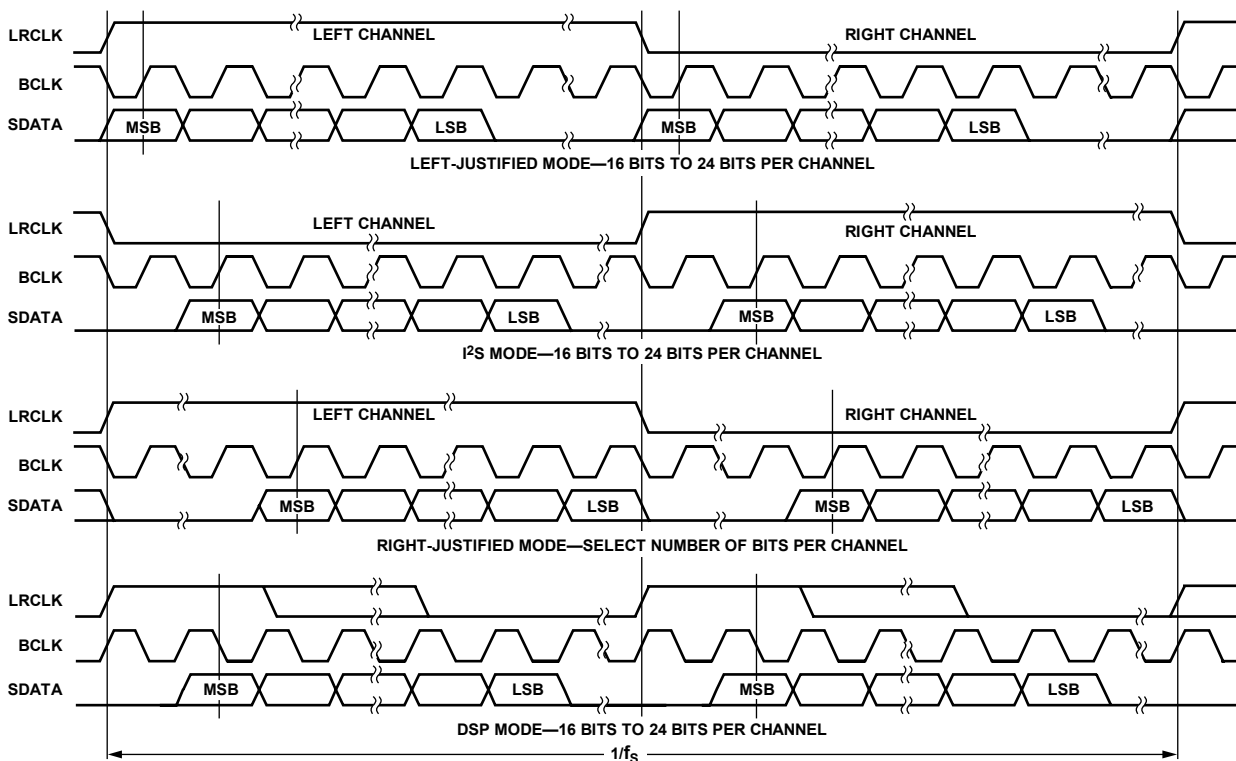 LRCLK LEFT CHANNEL RIGHT CHANNEL
BCLK
SDATA MSB LSB MSB LSB
LEFT-JUSTIFIED MODE—16 BITS TO 24 BITS PER CHANNEL
LRCLK LEFT CHANNEL RIGHT CHANNEL
BCLK
SDATA MSB LSB MSB LSB
I²S MODE—16 BITS TO 24 BITS PER CHANNEL
LRCLK LEFT CHANNEL RIGHT CHANNEL
BCLK
SDATA MSB LSB MSB LSB
RIGHT-JUSTIFIED MODE—SELECT NUMBER OF BITS PER CHANNEL
LRCLK
BCLK
SDATA MSB LSB MSB LSB
DSP MODE—16 BITS TO 24 BITS PER CHANNEL
1/fS